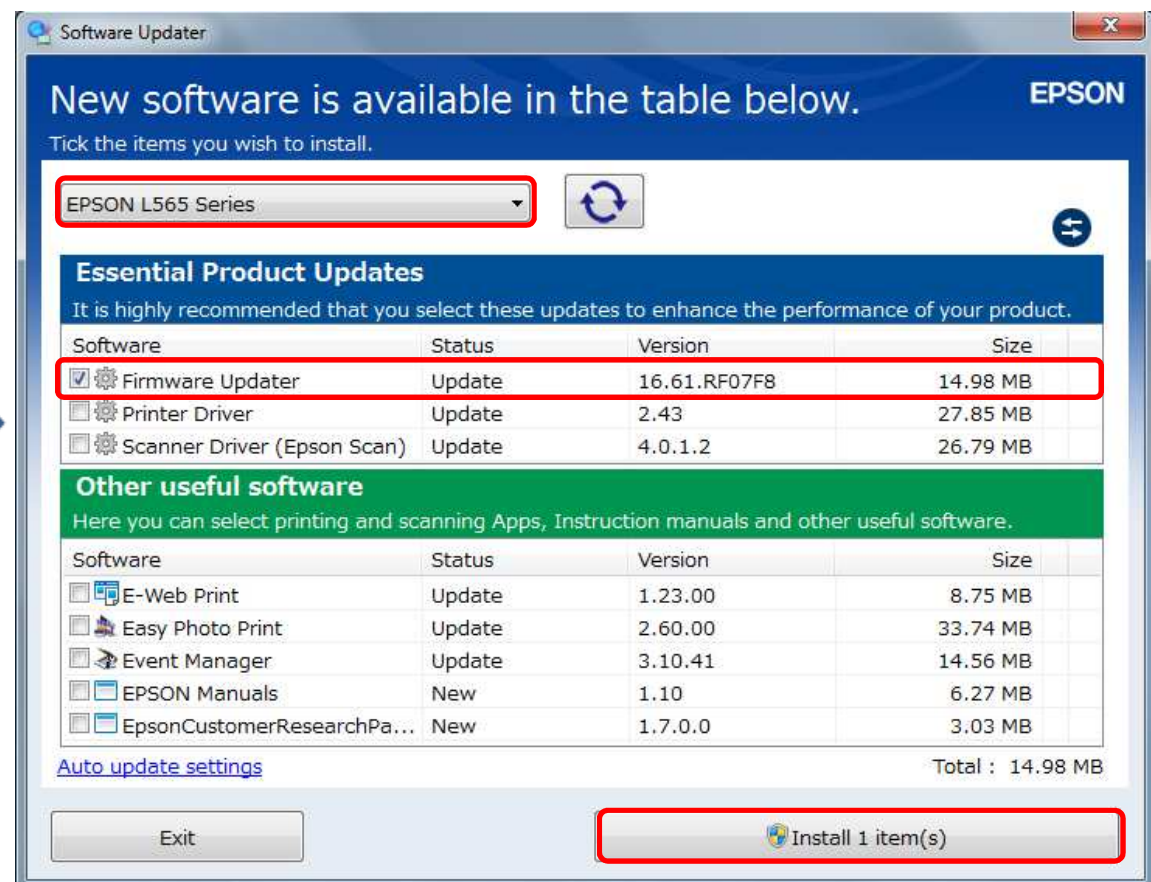 Software Updater
New software is available in the table below.
EPSON
Tick the items you wish to install.
EPSON L565 Series
Essential Product Updates
It is highly recommended that you select these updates to enhance the performance of your product.
Software Status Version Size
Firmware Updater Update 16.61.RF07F8 14.98 MB
Printer Driver Update 2.43 27.85 MB
Scanner Driver (Epson Scan) Update 4.0.1.2 26.79 MB
Other useful software
Here you can select printing and scanning Apps, Instruction manuals and other useful software.
Software Status Version Size
E-Web Print Update 1.23.00 8.75 MB
Easy Photo Print Update 2.60.00 33.74 MB
Event Manager Update 3.10.41 14.56 MB
EPSON Manuals New 1.10 6.27 MB
EpsonCustomerResearchPa... New 1.7.0.0 3.03 MB
Auto update settings Total : 14.98 MB
Exit Install 1 item(s)